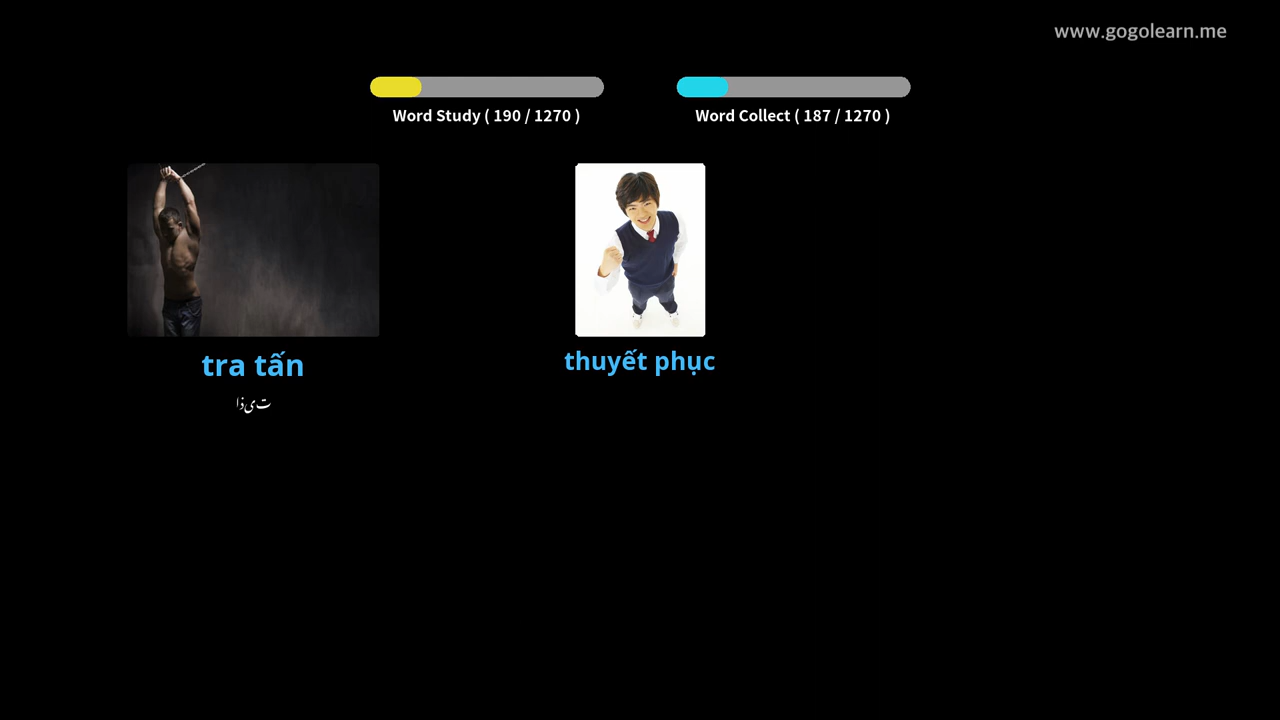 www.gogolearn.me
Word Study ( 190 / 1270 )
Word Collect ( 187 / 1270 )
tra tấn
thuyết phục
اذیت